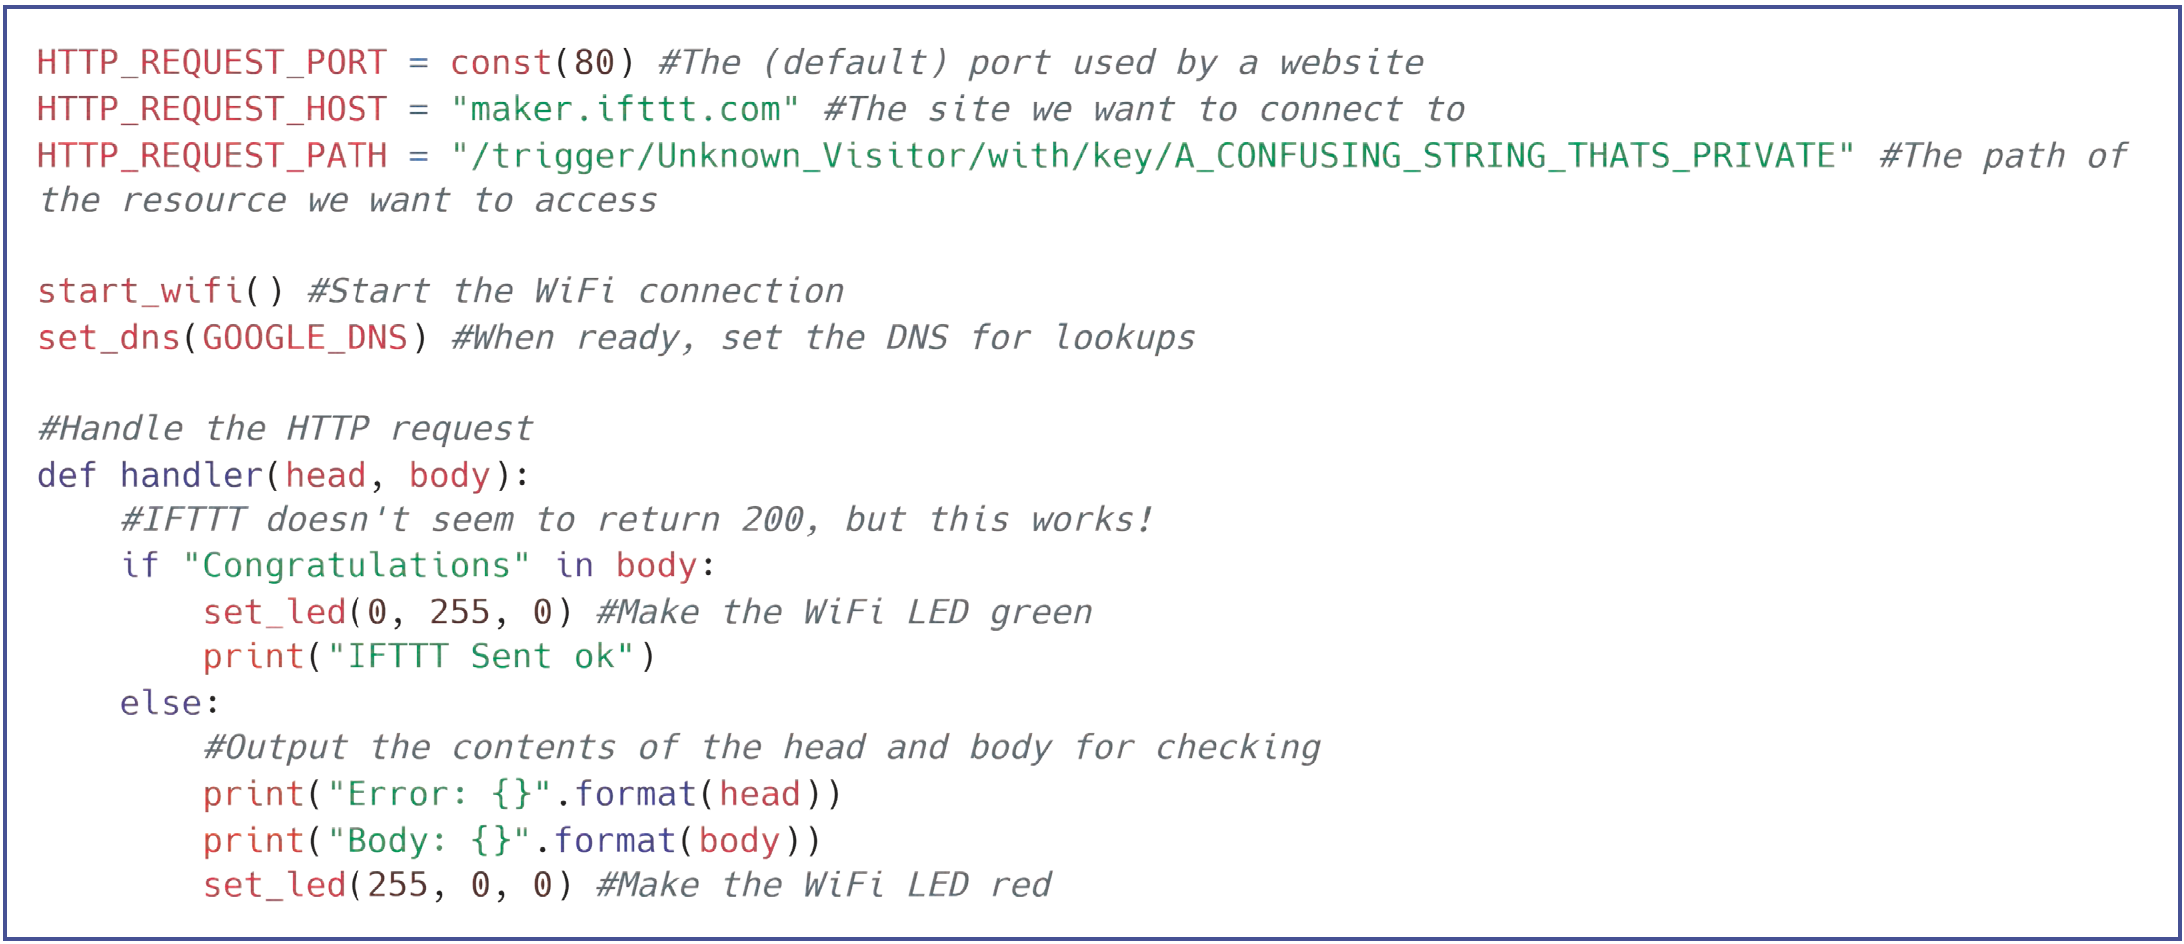 HTTP_REQUEST_PORT = const(80) #The (default) port used by a website
HTTP_REQUEST_HOST = "maker.ifttt.com" #The site we want to connect to
HTTP_REQUEST_PATH = "/trigger/Unknown_Visitor/with/key/A_CONFUSING_STRING_THATS_PRIVATE" #The path of
the resource we want to access
start_wifi() #Start the WiFi connection
set_dns(GOOGLE_DNS) #When ready, set the DNS for lookups
#Handle the HTTP request
def handler(head, body):
    #IFTTT doesn't seem to return 200, but this works!
    if "Congratulations" in body:
        set_led(0, 255, 0) #Make the WiFi LED green
        print("IFTTT Sent ok")
    else:
        #Output the contents of the head and body for checking
        print("Error: {}".format(head))
        print("Body: {}".format(body))
        set_led(255, 0, 0) #Make the WiFi LED red